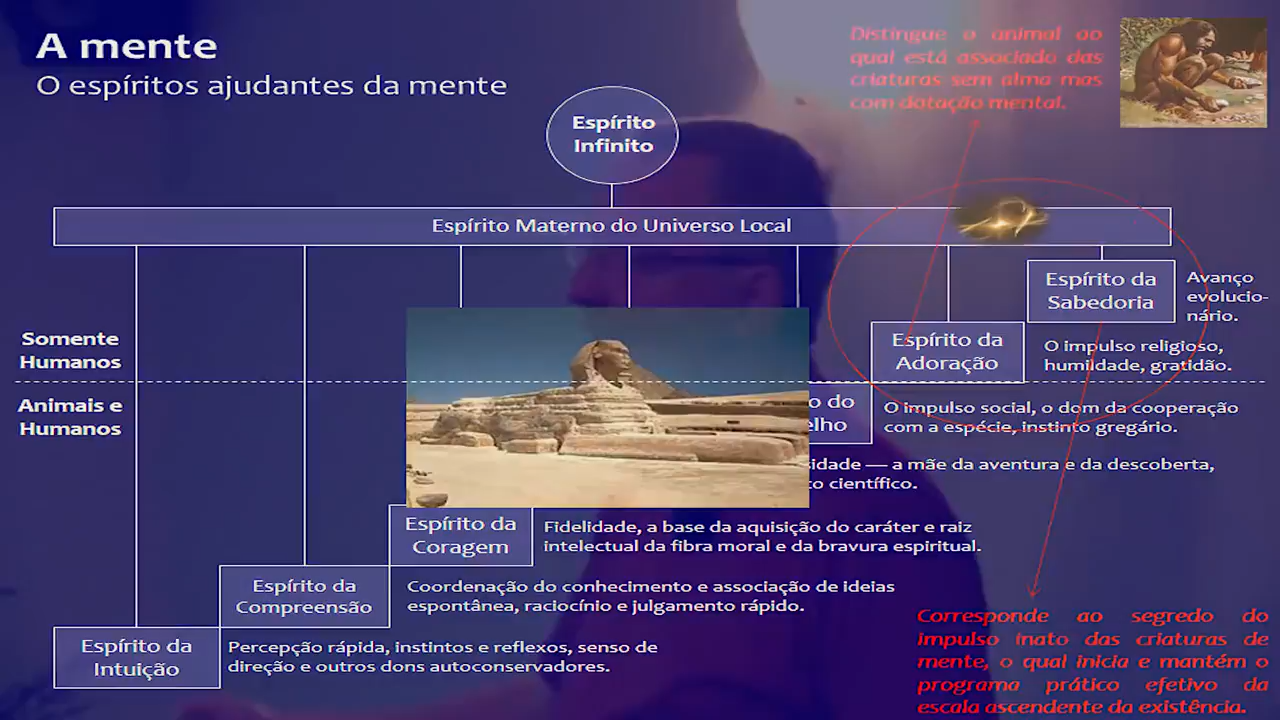 A mente
O espíritos ajudantes da mente
Distingue o animal ao
qual está associado das
criaturas sem alma mas
com dotação mental.
Espírito
Infinito
Espírito Materno do Universo Local
Espírito da
Sabedoria
Avanço
evolucio-
nário.
Somente
Humanos
Espírito da
Adoração
O impulso religioso,
humildade, gratidão.
Animais e
Humanos
o do
elho
O impulso social, o dom da cooperação
com a espécie, instinto gregário.
sidade — a mãe da aventura e da descoberta,
o científico.
Espírito da
Coragem
Fidelidade, a base da aquisição do caráter e raiz
intelectual da fibra moral e da bravura espiritual.
Espírito da
Compreensão
Coordenação do conhecimento e associação de ideias
espontânea, raciocínio e julgamento rápido.
Espírito da
Intuição
Percepção rápida, instintos e reflexos, senso de
direção e outros dons autoconservadores.
Corresponde ao segredo do
impulso inato das criaturas de
mente, o qual inicia e mantém o
programa prático efetivo da
escala ascendente da existência.